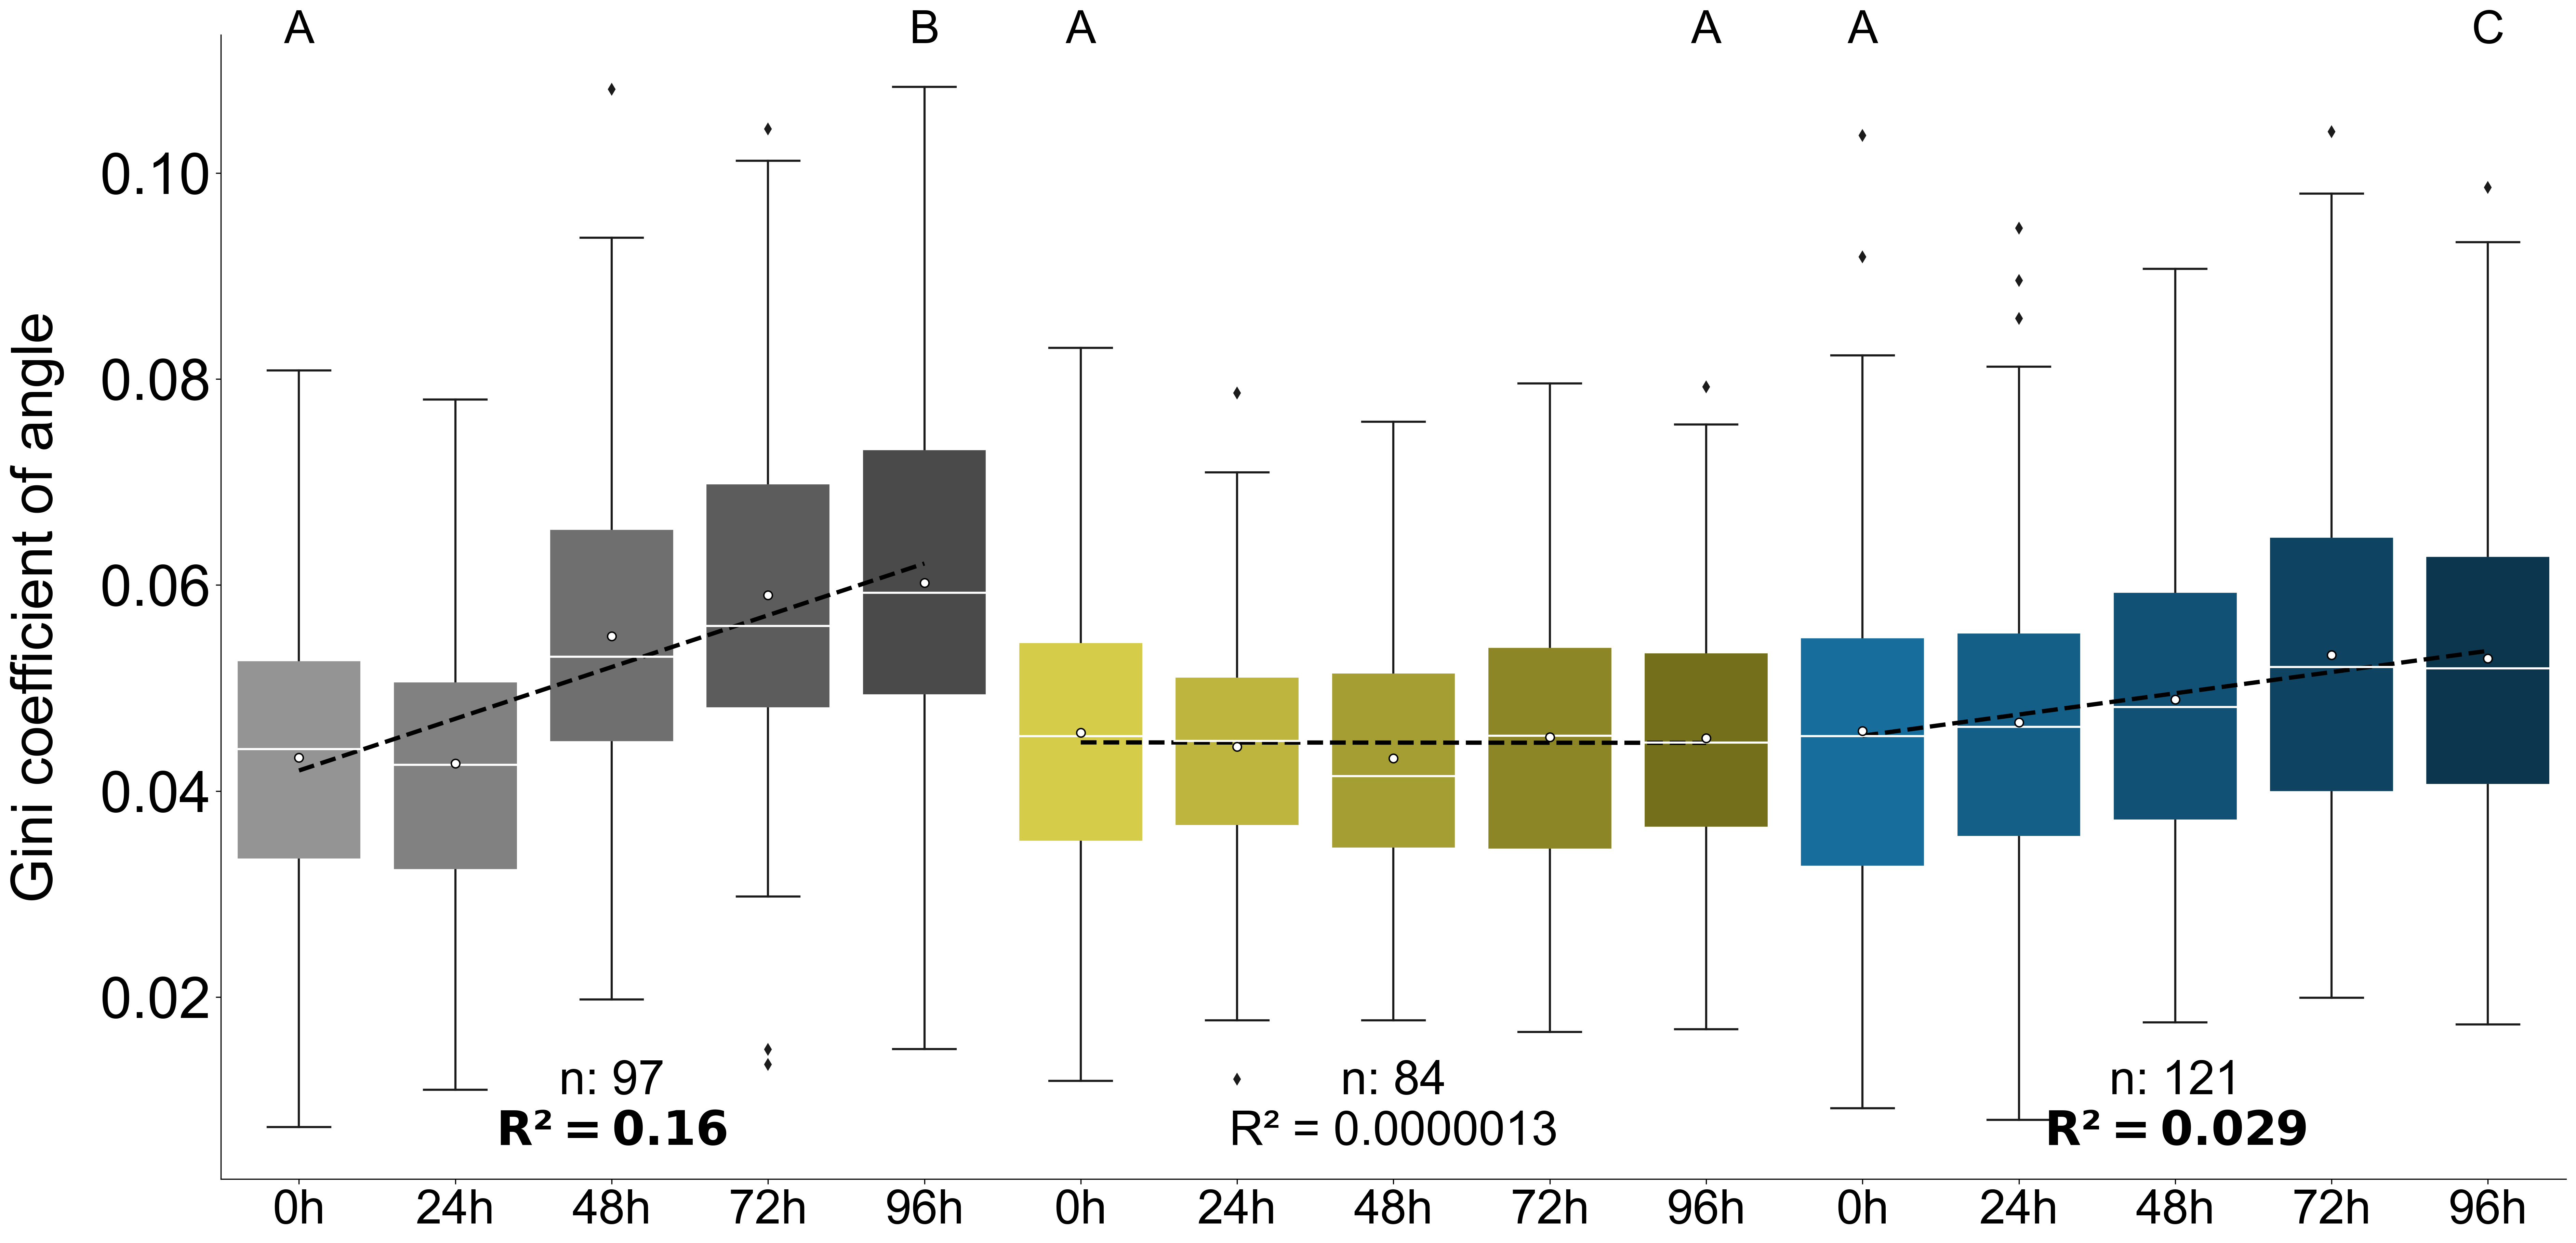 A B A A A C
Gini coefficient of angle
0.10
0.08
0.06
0.04
0.02
n: 97 n: 84 n: 121
R² = 0.16 R² = 0.0000013 R² = 0.029
0h 24h 48h 72h 96h 0h 24h 48h 72h 96h 0h 24h 48h 72h 96h